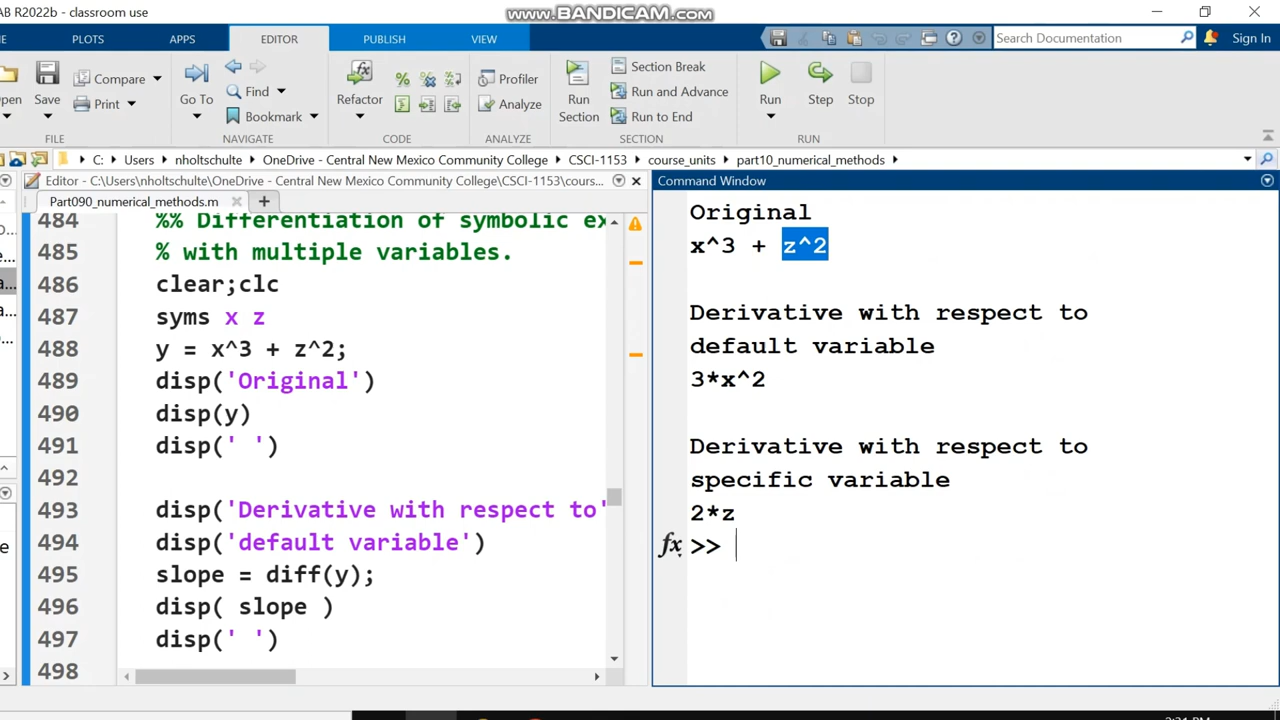 AB R2022b - classroom use
www.BANDICAM.com
PLOTS
APPS
EDITOR
PUBLISH
VIEW
Search Documentation
Sign In
Open
Save
Compare
Print
Go To
Find
Bookmark
Refactor
Profiler
Analyze
Run
Section
Section Break
Run and Advance
Run to End
Run
Step
Stop
FILE
NAVIGATE
CODE
ANALYZE
SECTION
RUN
C: Users nholtschulte OneDrive - Central New Mexico Community College CSCI-1153 course_units part10_numerical_methods
Editor - C:\Users\nholtschulte\OneDrive - Central New Mexico Community College\CSCI-1153\cours...
Part090_numerical_methods.m
484 %% Differentiation of symbolic ex
485 % with multiple variables.
486 clear;clc
487 syms x z
488 y = x^3 + z^2;
489 disp('Original')
490 disp(y)
491 disp(' ')
492
493 disp('Derivative with respect to'
494 disp('default variable')
495 slope = diff(y);
496 disp( slope )
497 disp(' ')
498
Command Window
Original
x^3 + z^2
Derivative with respect to
default variable
3*x^2
Derivative with respect to
specific variable
2*z
fx >>